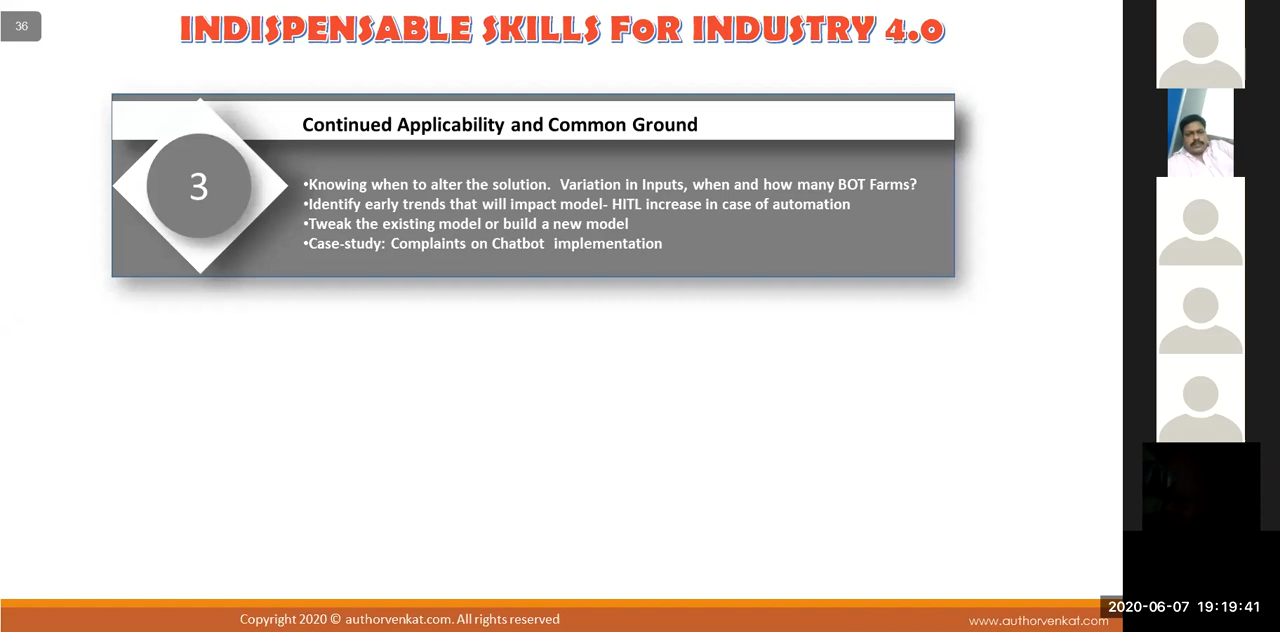 36
INDISPENSABLE SKILLS FOR INDUSTRY 4.0
Continued Applicability and Common Ground
3
•Knowing when to alter the solution. Variation in Inputs, when and how many BOT Farms?
•Identify early trends that will impact model- HITL increase in case of automation
•Tweak the existing model or build a new model
•Case-study: Complaints on Chatbot implementation
Copyright 2020 © authorvenkat.com. All rights reserved
www.authorvenkat.com
2020-06-07 19:19:41